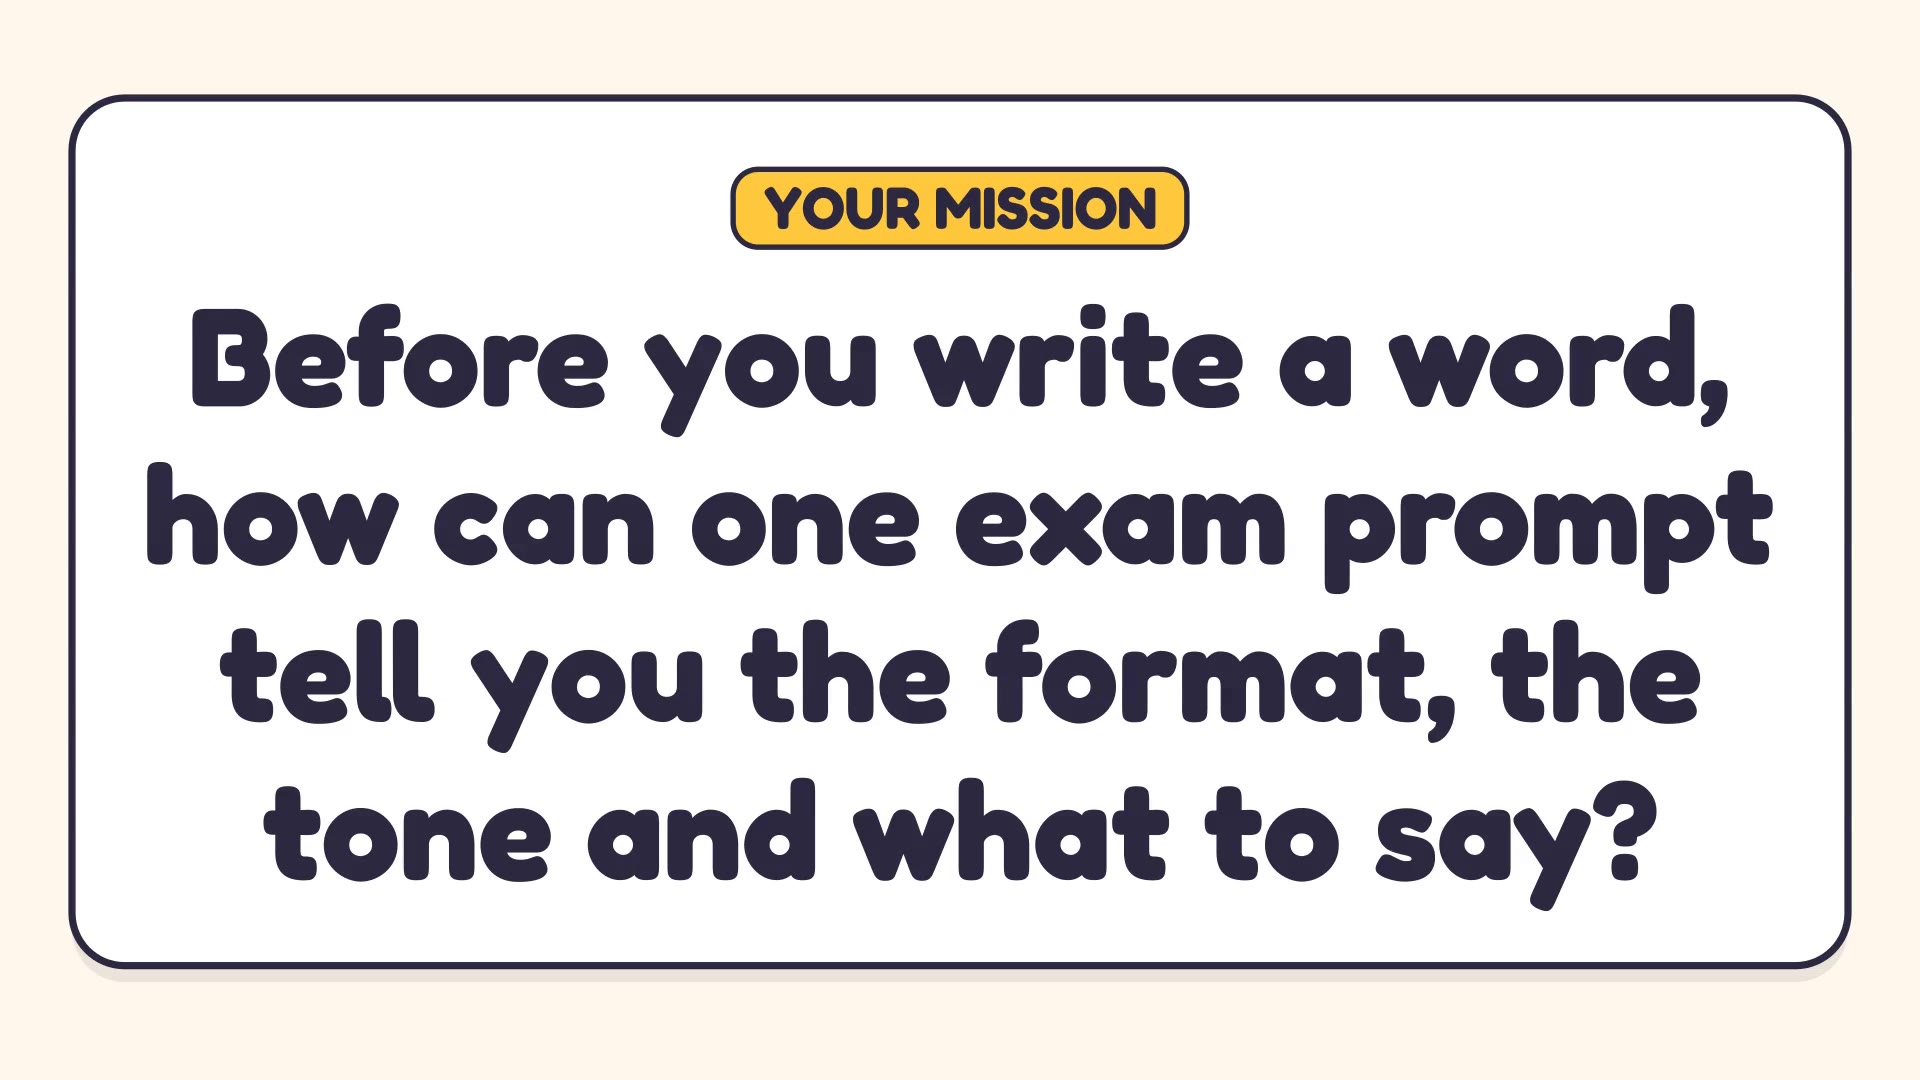 YOUR MISSION
Before you write a word,
how can one exam prompt
tell you the format, the
tone and what to say?